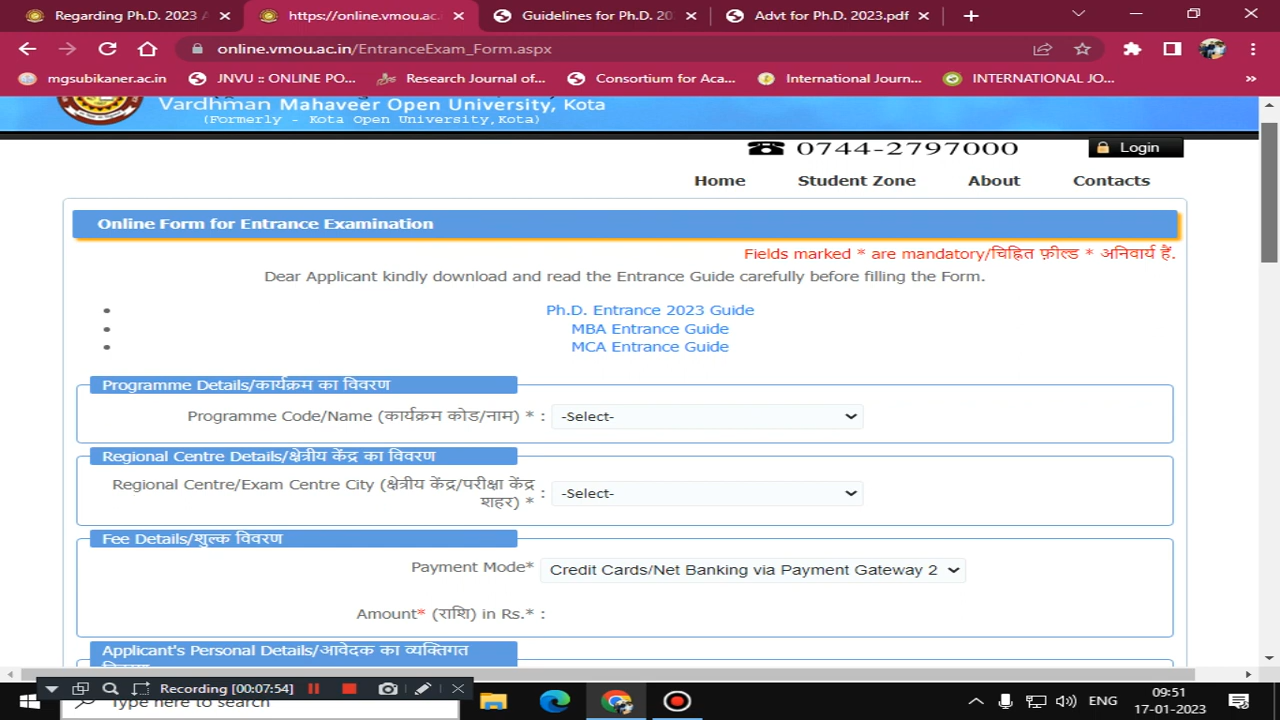 Regarding Ph.D. 2023 A
https://online.vmou.ac.
Guidelines for Ph.D. 20
Advt for Ph.D. 2023.pdf
online.vmou.ac.in/EntranceExam_Form.aspx
mgsubikaner.ac.in
JNVU :: ONLINE PO...
Research Journal of...
Consortium for Aca...
International Journ...
INTERNATIONAL JO...
Vardhman Mahaveer Open University, Kota
(Formerly - Kota Open University,Kota)
0744-2797000
Login
Home
Student Zone
About
Contacts
Online Form for Entrance Examination
Fields marked * are mandatory/चिह्नित फ़ील्ड * अनिवार्य हैं.
Dear Applicant kindly download and read the Entrance Guide carefully before filling the Form.
Ph.D. Entrance 2023 Guide
MBA Entrance Guide
MCA Entrance Guide
Programme Details/कार्यक्रम का विवरण
Programme Code/Name (कार्यक्रम कोड/नाम) * : -Select-
Regional Centre Details/क्षेत्रीय केंद्र का विवरण
Regional Centre/Exam Centre City (क्षेत्रीय केंद्र/परीक्षा केंद्र
शहर) * : -Select-
Fee Details/शुल्क विवरण
Payment Mode* Credit Cards/Net Banking via Payment Gateway 2
Amount* (राशि) in Rs.* :
Applicant's Personal Details/आवेदक का व्यक्तिगत
Recording [00:07:54]
Type here to search
ENG
09:51
17-01-2023